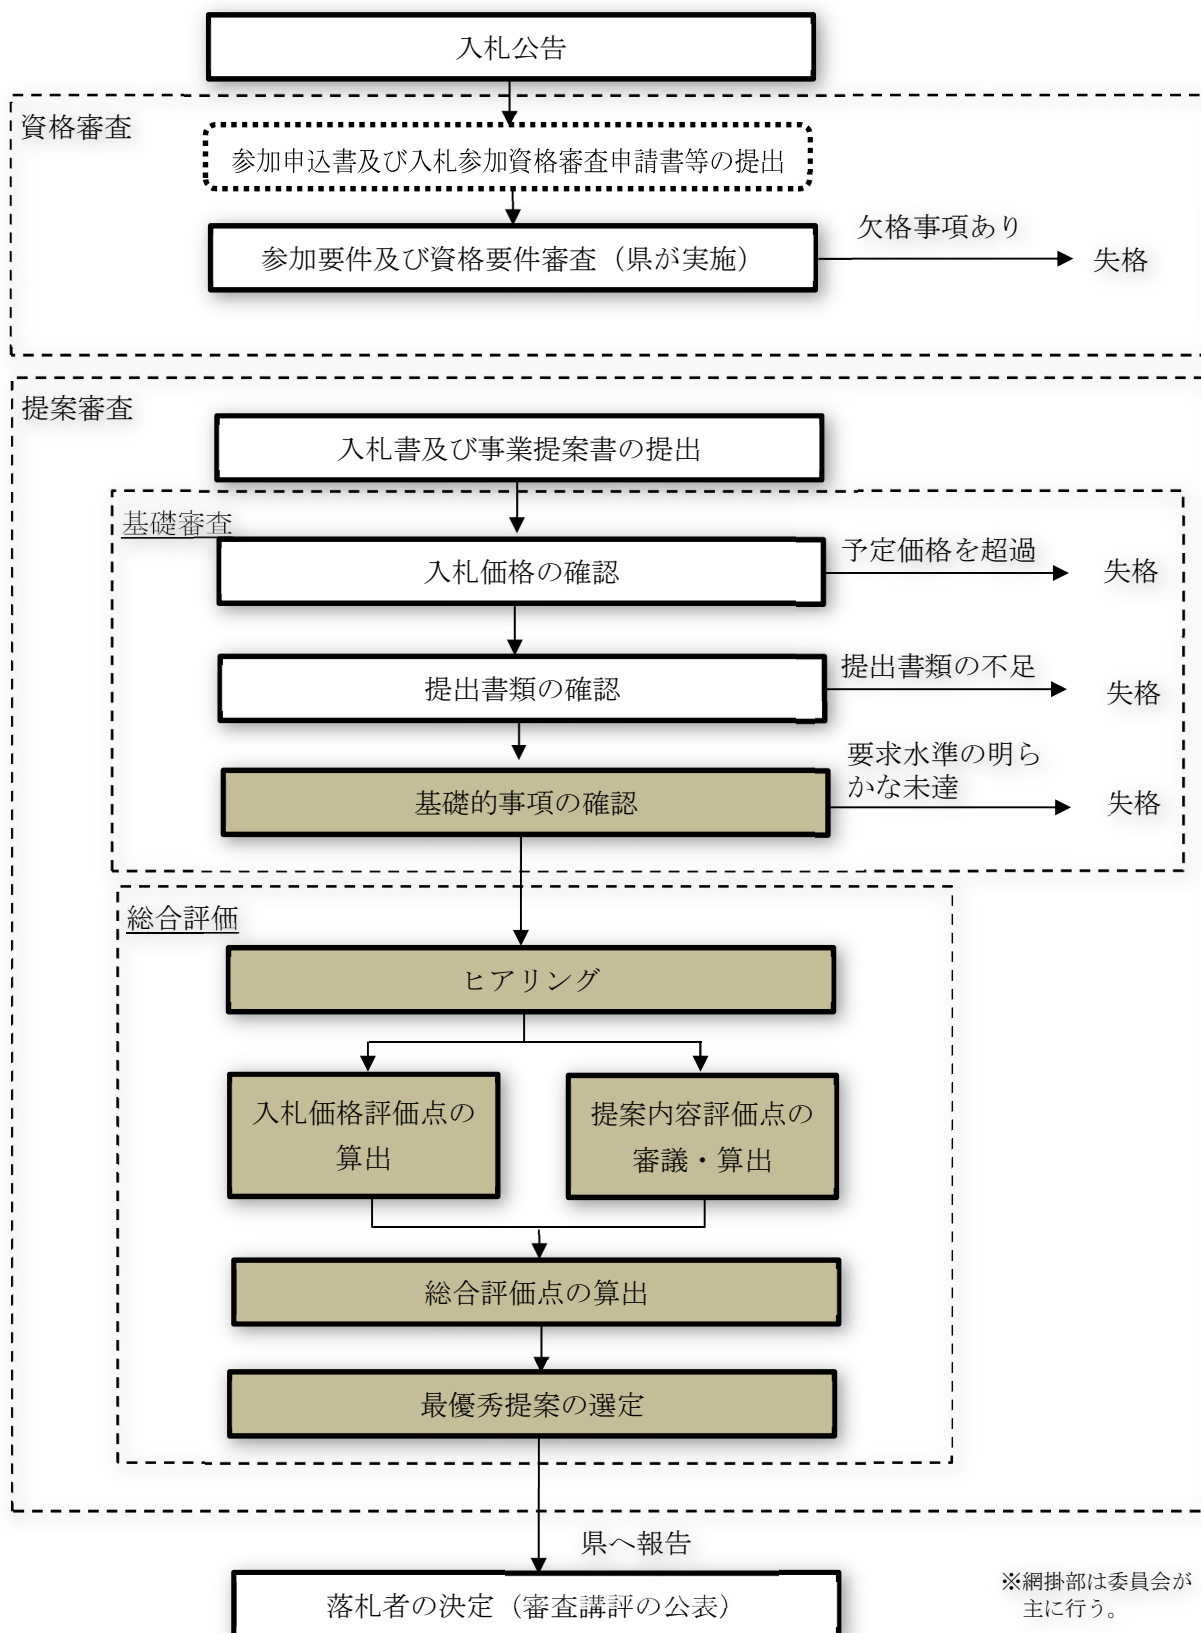 入札公告
資格審査
参加申込書及び入札参加資格審査申請書等の提出
参加要件及び資格要件審査（県が実施）
欠格事項あり
失格
提案審査
入札書及び事業提案書の提出
基礎審査
入札価格の確認
予定価格を超過
失格
提出書類の確認
提出書類の不足
失格
基礎的事項の確認
要求水準の明ら
かな未達
失格
総合評価
ヒアリング
入札価格評価点の
算出
提案内容評価点の
審議・算出
総合評価点の算出
最優秀提案の選定
県へ報告
落札者の決定（審査講評の公表）
※網掛部は委員会が
主に行う。